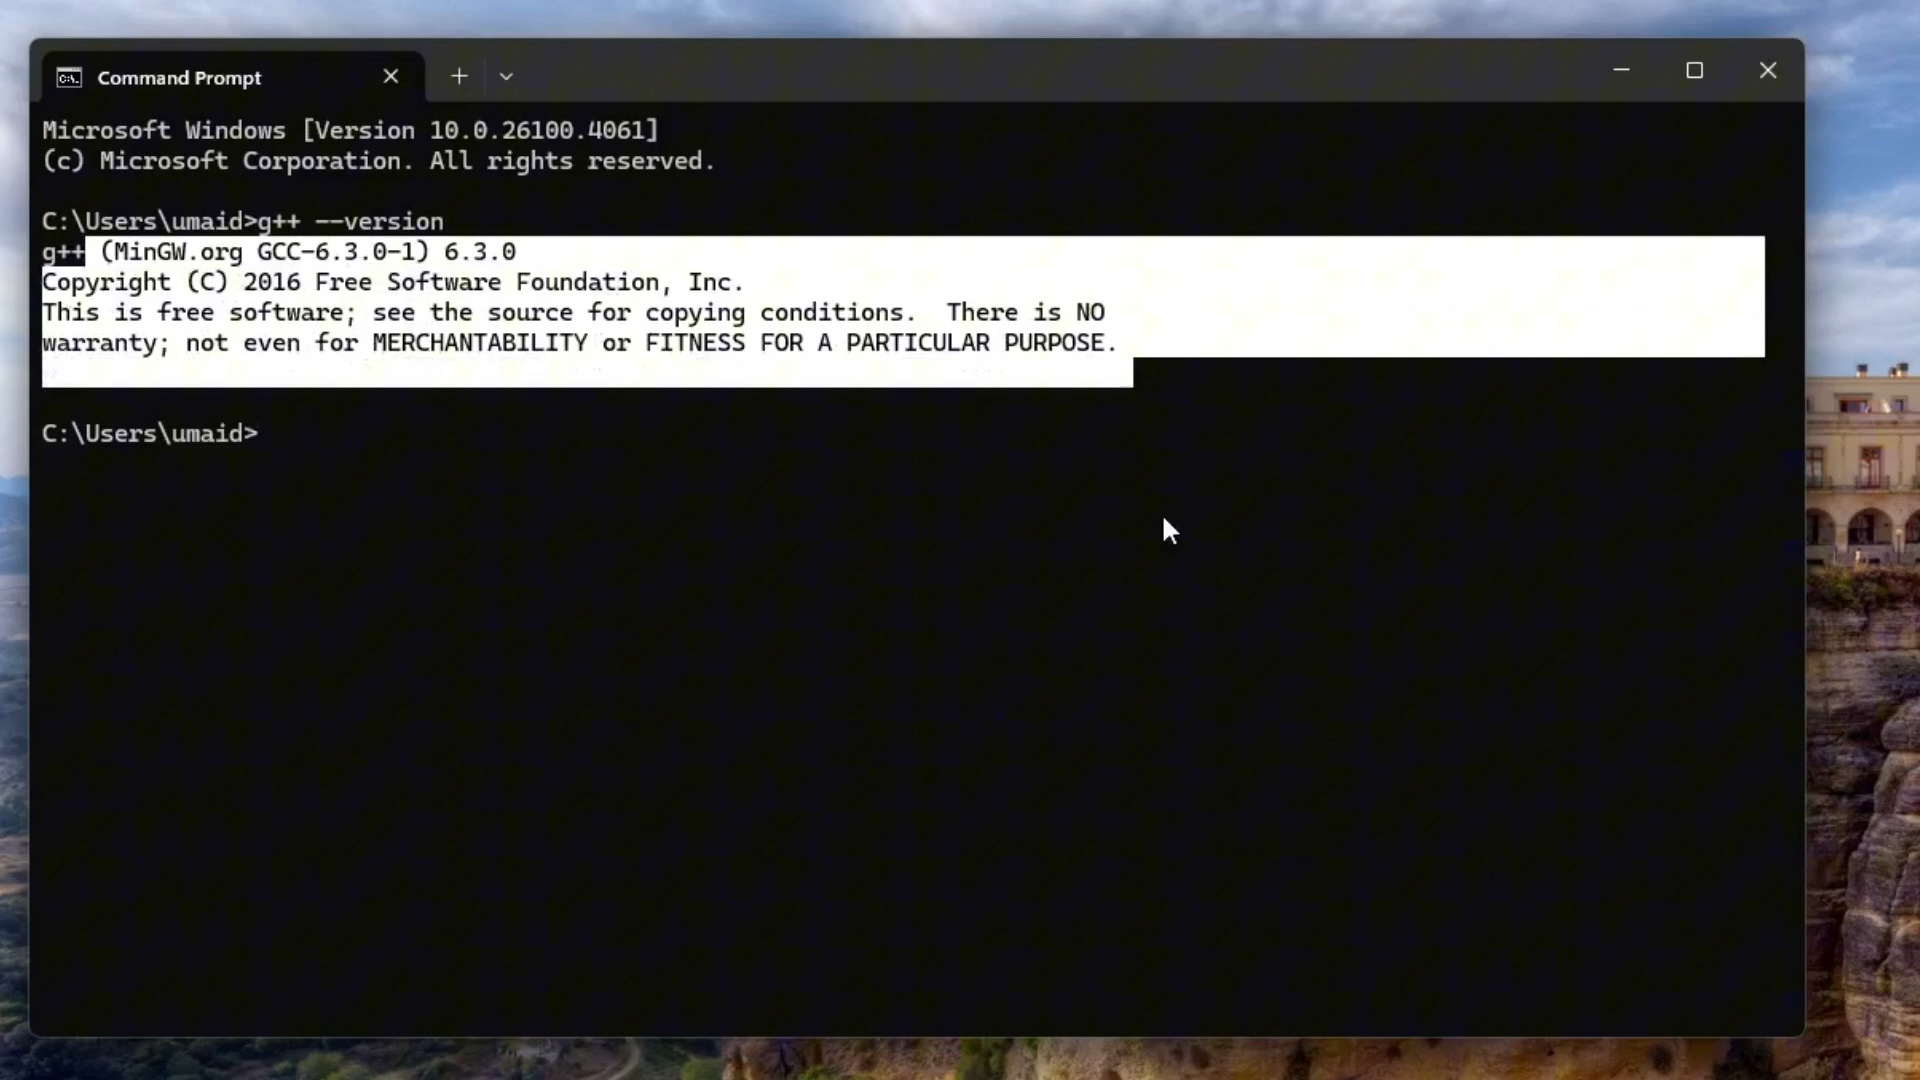 Command Prompt
Microsoft Windows [Version 10.0.26100.4061]
(c) Microsoft Corporation. All rights reserved.
C:\Users\umaid>g++ --version
g++ (MinGW.org GCC-6.3.0-1) 6.3.0
Copyright (C) 2016 Free Software Foundation, Inc.
This is free software; see the source for copying conditions.  There is NO
warranty; not even for MERCHANTABILITY or FITNESS FOR A PARTICULAR PURPOSE.
C:\Users\umaid>